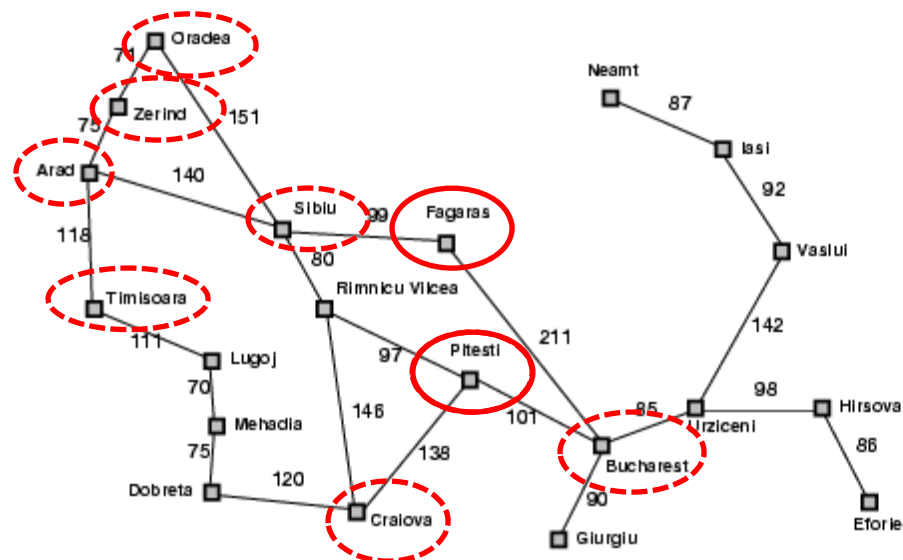 Oradea
71
Neamt
87
Zerind
151
75
Iasi
Arad
140
92
Sibiu
99
Fagaras
118
80
Vaslui
Timisoara
Rimnicu Vilcea
111
142
211
Lugoj
97
Pitesti
70
98
Hirsova
146
101
85
Urziceni
Mehadia
86
75
138
Bucharest
120
90
Dobreta
Craiova
Eforie
Giurgiu